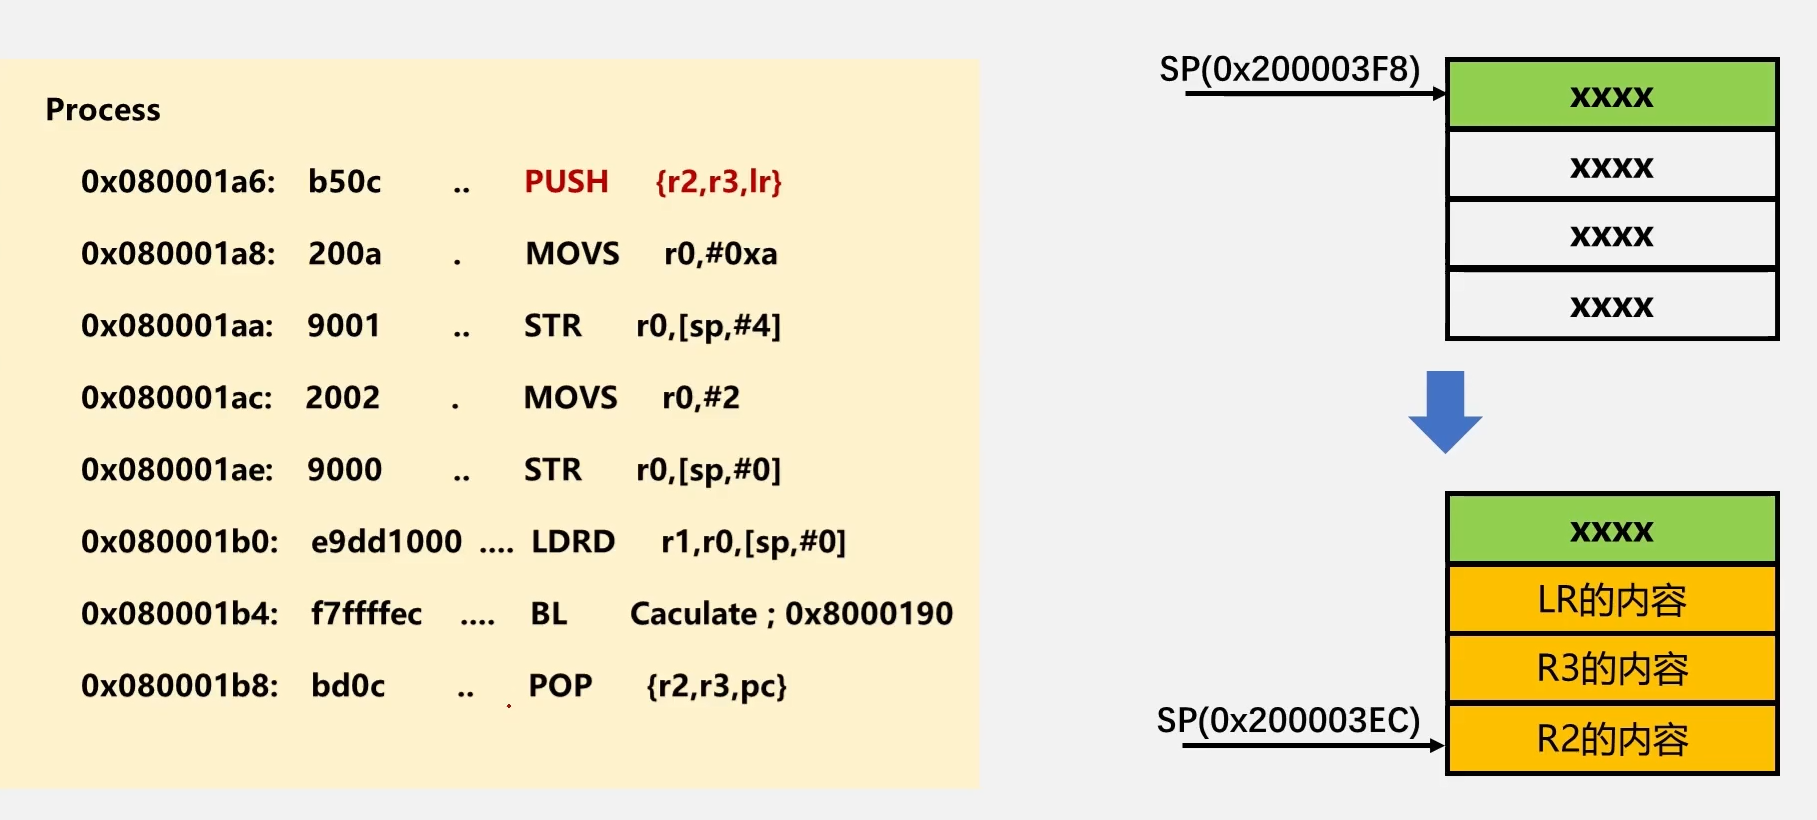 Process
0x080001a6: b50c .. PUSH {r2,r3,lr}
0x080001a8: 200a . MOVS r0,#0xa
0x080001aa: 9001 .. STR r0,[sp,#4]
0x080001ac: 2002 . MOVS r0,#2
0x080001ae: 9000 .. STR r0,[sp,#0]
0x080001b0: e9dd1000 .... LDRD r1,r0,[sp,#0]
0x080001b4: f7ffffec .... BL Caculate ; 0x8000190
0x080001b8: bd0c .. POP {r2,r3,pc}
SP(0x200003F8)
xxxx
xxxx
xxxx
xxxx
xxxx
LR的内容
R3的内容
SP(0x200003EC)
R2的内容